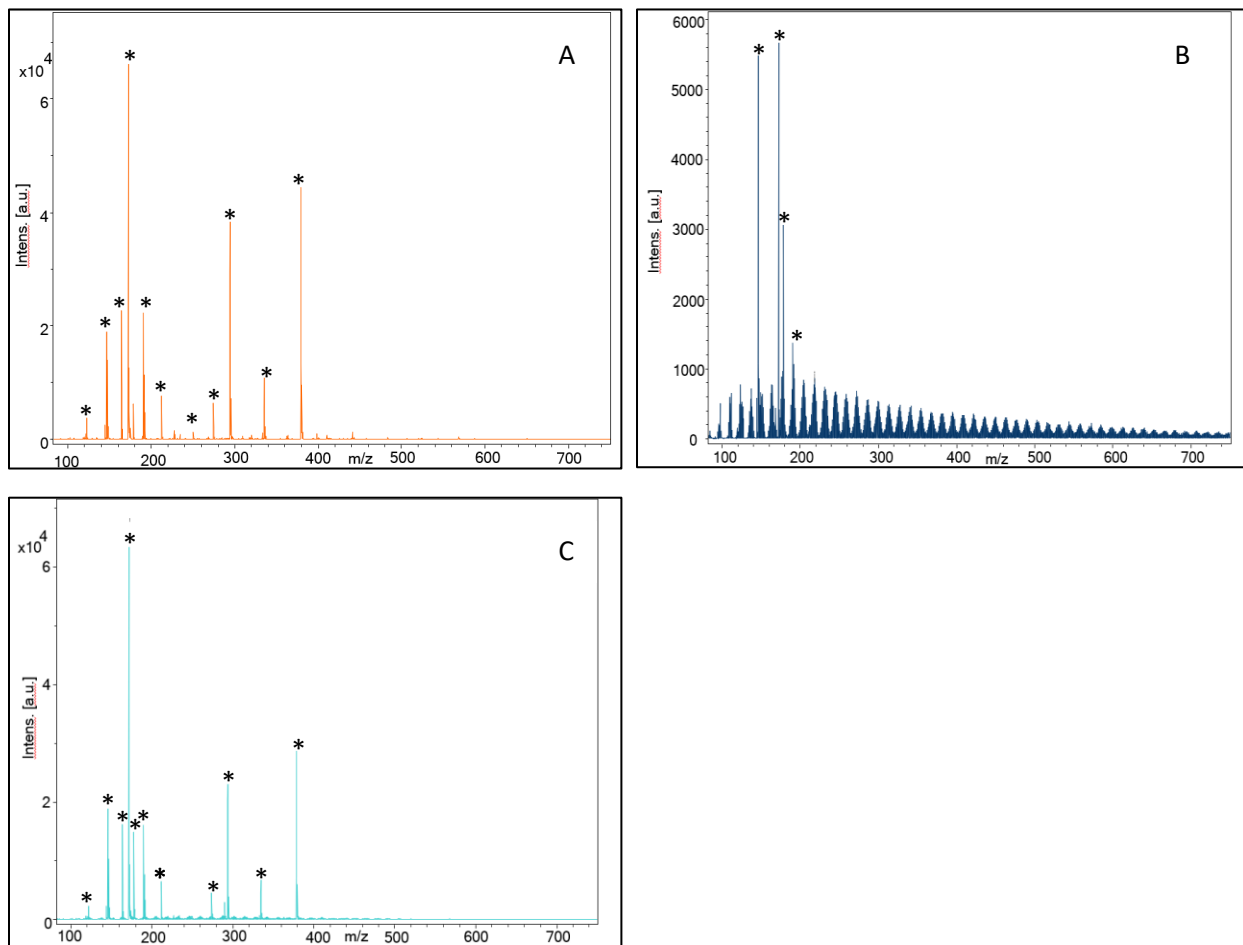 A
x10 4
6
4
2
0
Intens. [a.u.]
* * * * * * * * * * *
100 200 300 400 500 600 700
m/z
B
6000
5000
4000
3000
2000
1000
0
Intens. [a.u.]
* * * *
100 200 300 400 500 600 700
m/z
C
x10 4
6
4
2
0
Intens. [a.u.]
* * * * * * * * * * *
100 200 300 400 500 600 700
m/z